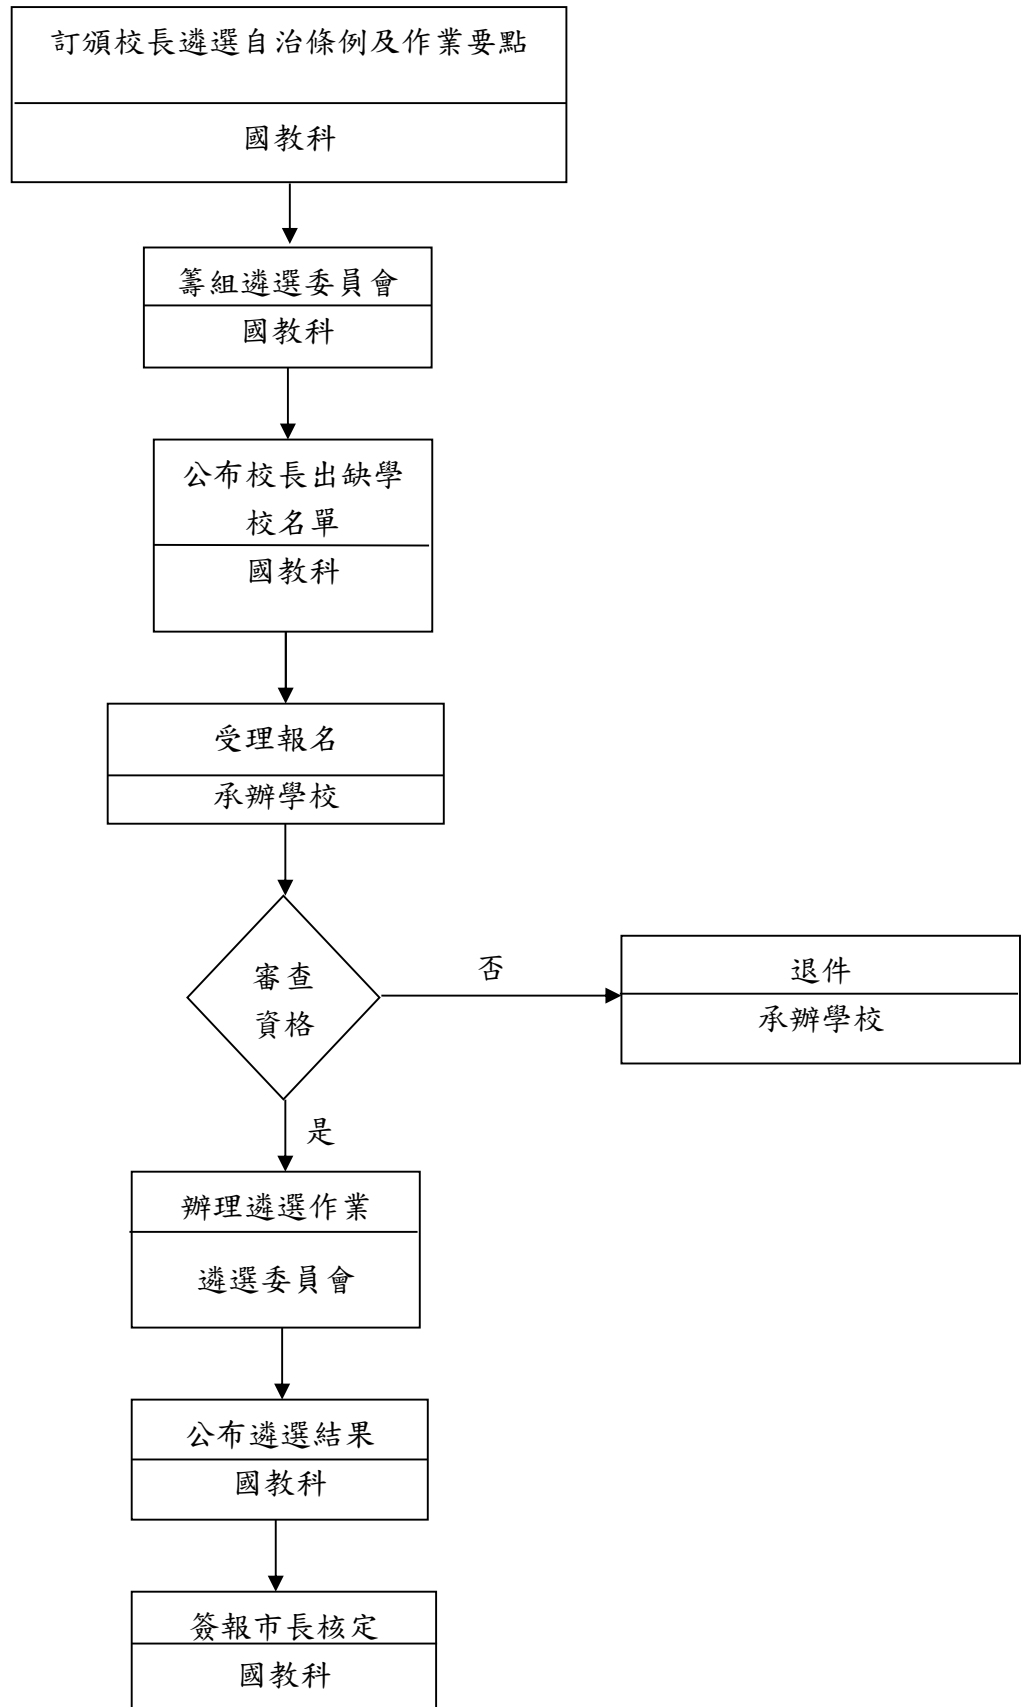 訂頒校長遴選自治條例及作業要點
國教科
籌組遴選委員會
國教科
公布校長出缺學
校名單
國教科
受理報名
承辦學校
審查
資格
否
退件
承辦學校
是
辦理遴選作業
遴選委員會
公布遴選結果
國教科
簽報市長核定
國教科